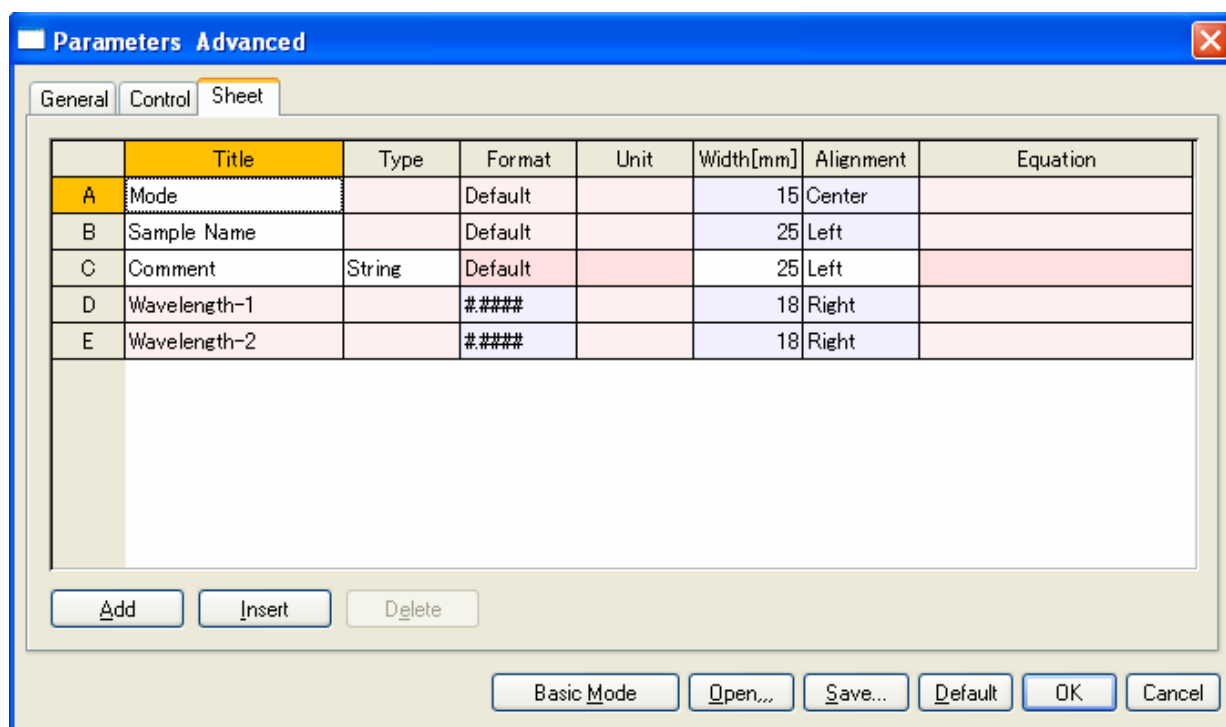 Parameters Advanced
General Control Sheet
Title Type Format Unit Width[mm] Alignment Equation
A Mode Default 15 Center
B Sample Name Default 25 Left
C Comment String Default 25 Left
D Wavelength-1 #.#### 18 Right
E Wavelength-2 #.#### 18 Right
Add Insert Delete
Basic Mode Open,,, Save... Default OK Cancel